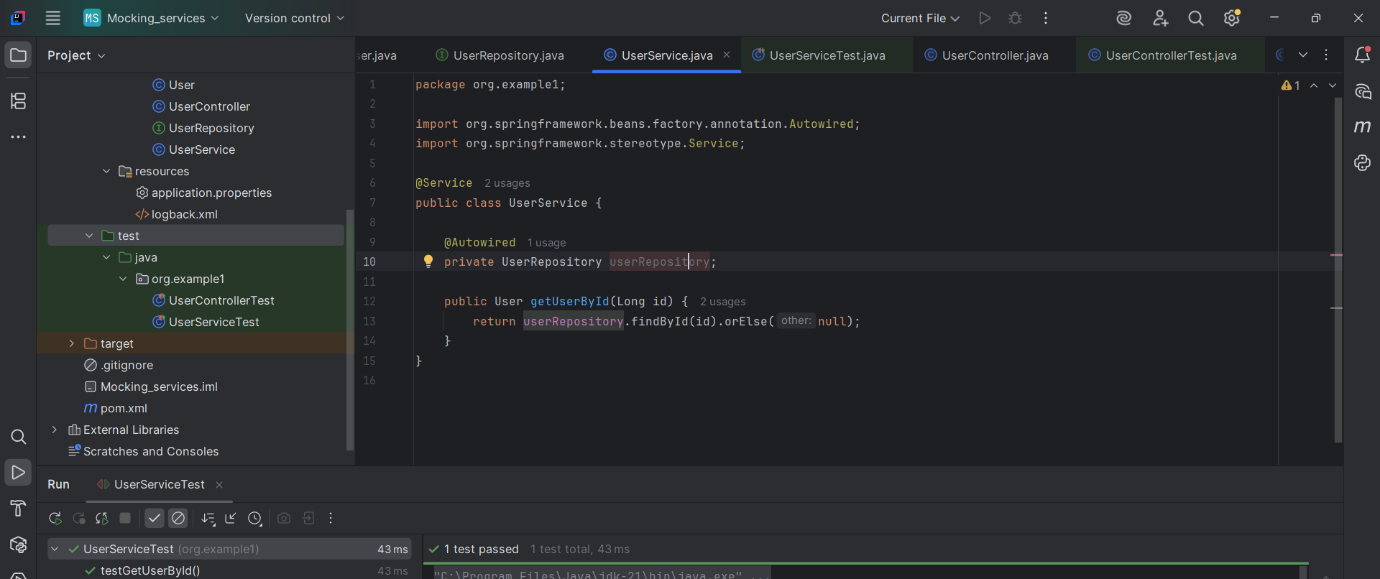 MS Mocking_services Version control Current File
Project
er.java UserRepository.java UserService.java UserServiceTest.java UserController.java UserControllerTest.java
User
UserController
UserRepository
UserService
resources
application.properties
logback.xml
test
java
org.example1
UserControllerTest
UserServiceTest
target
.gitignore
Mocking_services.iml
pom.xml
External Libraries
Scratches and Consoles
1 package org.example1;
2
3 import org.springframework.beans.factory.annotation.Autowired;
4 import org.springframework.stereotype.Service;
5
6 @Service 2 usages
7 public class UserService {
8
9 @Autowired 1 usage
10 private UserRepository userRepository;
11
12 public User getUserById(Long id) { 2 usages
13 return userRepository.findById(id).orElse( other: null);
14 }
15 }
16
1
Run UserServiceTest
UserServiceTest (org.example1) 43 ms
testGetUserById() 43 ms
1 test passed 1 test total, 43 ms
"C:\Program Files\Java\jdk-21\bin\java.exe" ...